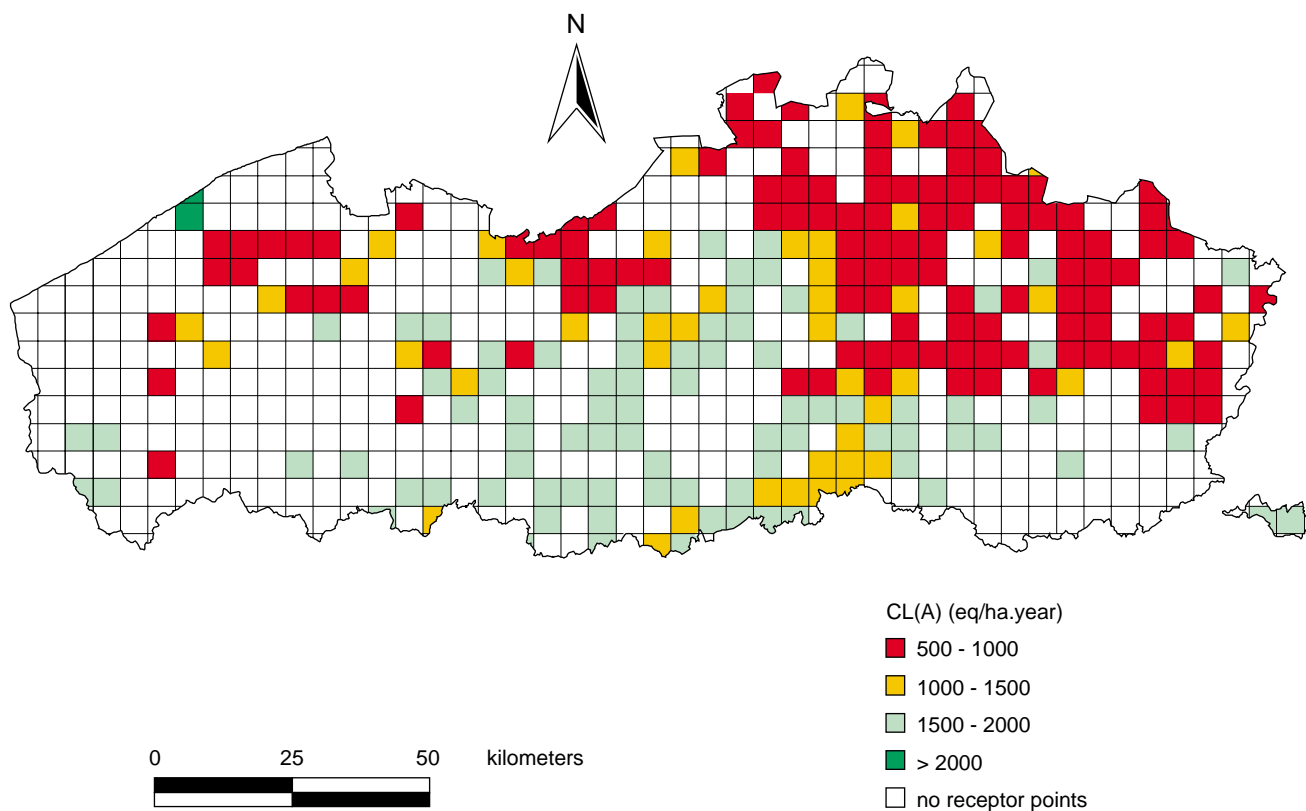 N
CL(A) (eq/ha.year)
500 - 1000
1000 - 1500
1500 - 2000
> 2000
no receptor points
0 25 50 kilometers